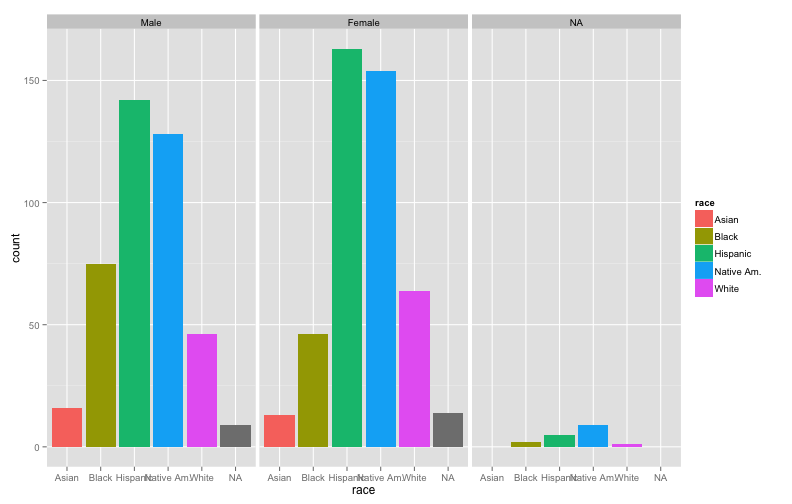 Male Female NA
150
100
50
0
count
Asian Black Hispanic Native Am. White NA Asian Black Hispanic Native Am. White NA Asian Black Hispanic Native Am. White NA
race
race
Asian
Black
Hispanic
Native Am.
White